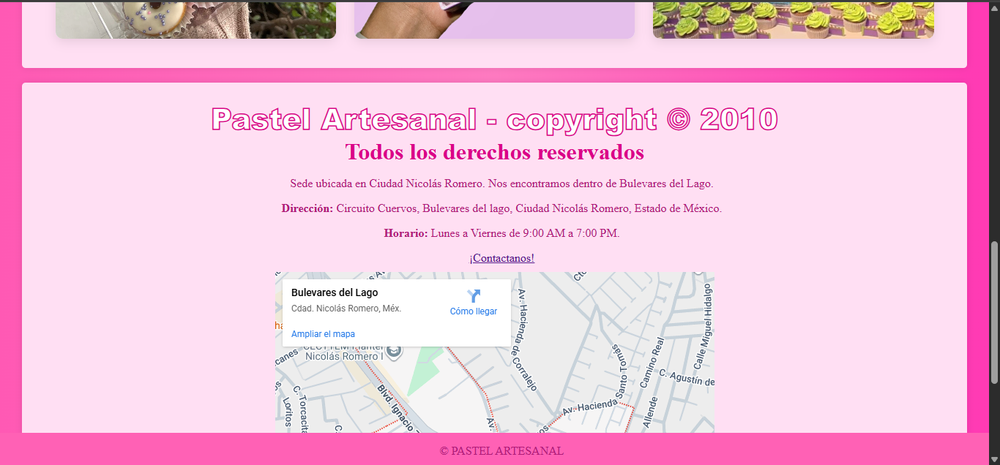 Pastel Artesanal - copyright © 2010
Todos los derechos reservados
Sede ubicada en Ciudad Nicolás Romero. Nos encontramos dentro de Bulevares del Lago.
Dirección: Circuito Cuervos, Bulevares del lago, Ciudad Nicolás Romero, Estado de México.
Horario: Lunes a Viernes de 9:00 AM a 7:00 PM.
¡Contactanos!
Bulevares del Lago
Cdad. Nicolás Romero, Méx.
Cómo llegar
Ampliar el mapa
Nicolás Romero I
Av. Hacienda de Corralejo
Calle Miguel Hidalgo
Camino Real
Santo Tomás
C. Agustín de
Av. Hacienda
Allende
Blvd. Ignacio
Av.
C. Torcacita
Loritos
C.
© PASTEL ARTESANAL